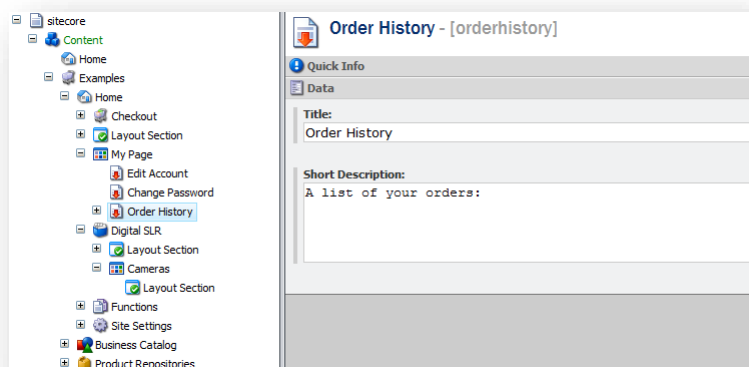 sitecore
Content
Home
Examples
Home
Checkout
Layout Section
My Page
Edit Account
Change Password
Order History
Digital SLR
Layout Section
Cameras
Layout Section
Functions
Site Settings
Business Catalog
Product Repositories
Order History - [orderhistory]
Quick Info
Data
Title:
Order History
Short Description:
A list of your orders: